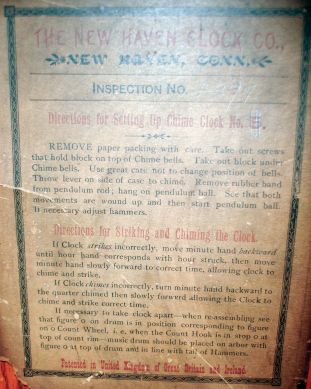 THE NEW HAVEN CLOCK CO.,
NEW HAVEN, CONN.
INSPECTION NO.
Directions for Setting Up Chime Clock No.
REMOVE paper packing with care. Take out screws
that hold block on top of Chime bells. Take out block under
Chime bells. Use great care not to change position of bells.
Throw lever on side of case to chime. Remove rubber band
from pendulum rod; hang on pendulum ball. See that both
movements are wound up and then start pendulum ball.
If necessary adjust hammers.
Directions for Striking and Chiming the Clock.
If Clock strikes incorrectly, move minute hand backward
until hour hand corresponds with hour struck, then move
minute hand slowly forward to correct time, allowing clock to
chime and strike.
If Clock chimes incorrectly, turn minute hand backward to
the quarter chimed then slowly forward allowing the Clock to
chime and strike correct time.
If necessary to take clock apart—when re-assembling see
that figure 0 on drum is in position corresponding to figure
on 0 Count Wheel, i. e. when the Count Hook is in stop 0 at
top of count rim—music drum should be placed on arbor with
figure 0 at top of drum and in line with tail of Hammers.
Patented in United Kingdom of Great Britain and Ireland.